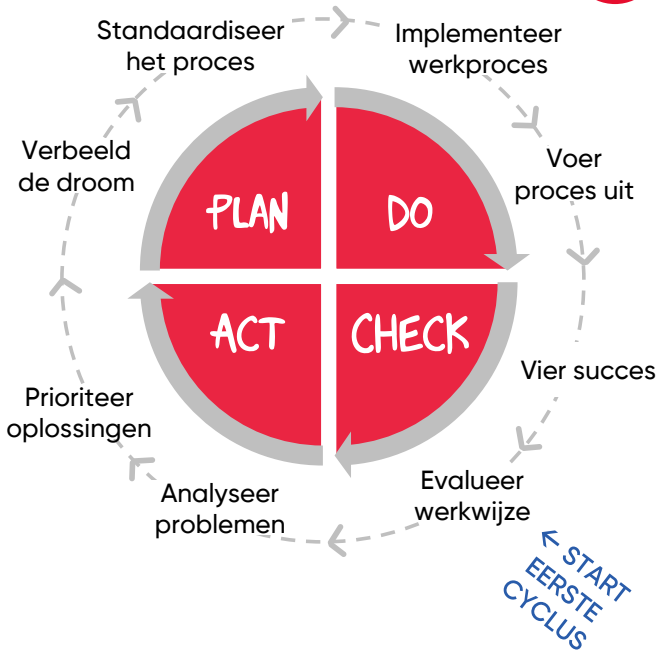 Standaardiseer
het proces
Implementeer
werkproces
Verbeeld
de droom
Voer
proces uit
PLAN
DO
ACT
CHECK
Vier succes
Prioriteer
oplossingen
Analyseer
problemen
Evalueer
werkwijze
← START
EERSTE
CYCLUS